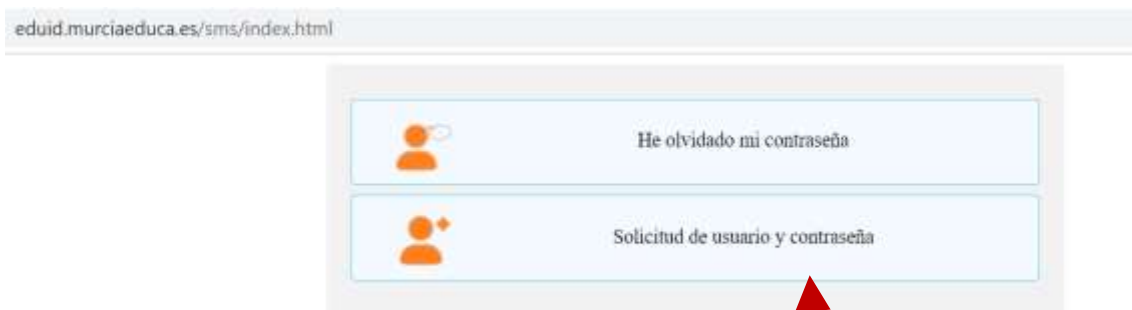 eduid.murciaeduca.es/sms/index.html
He olvidado mi contraseña
Solicitud de usuario y contraseña